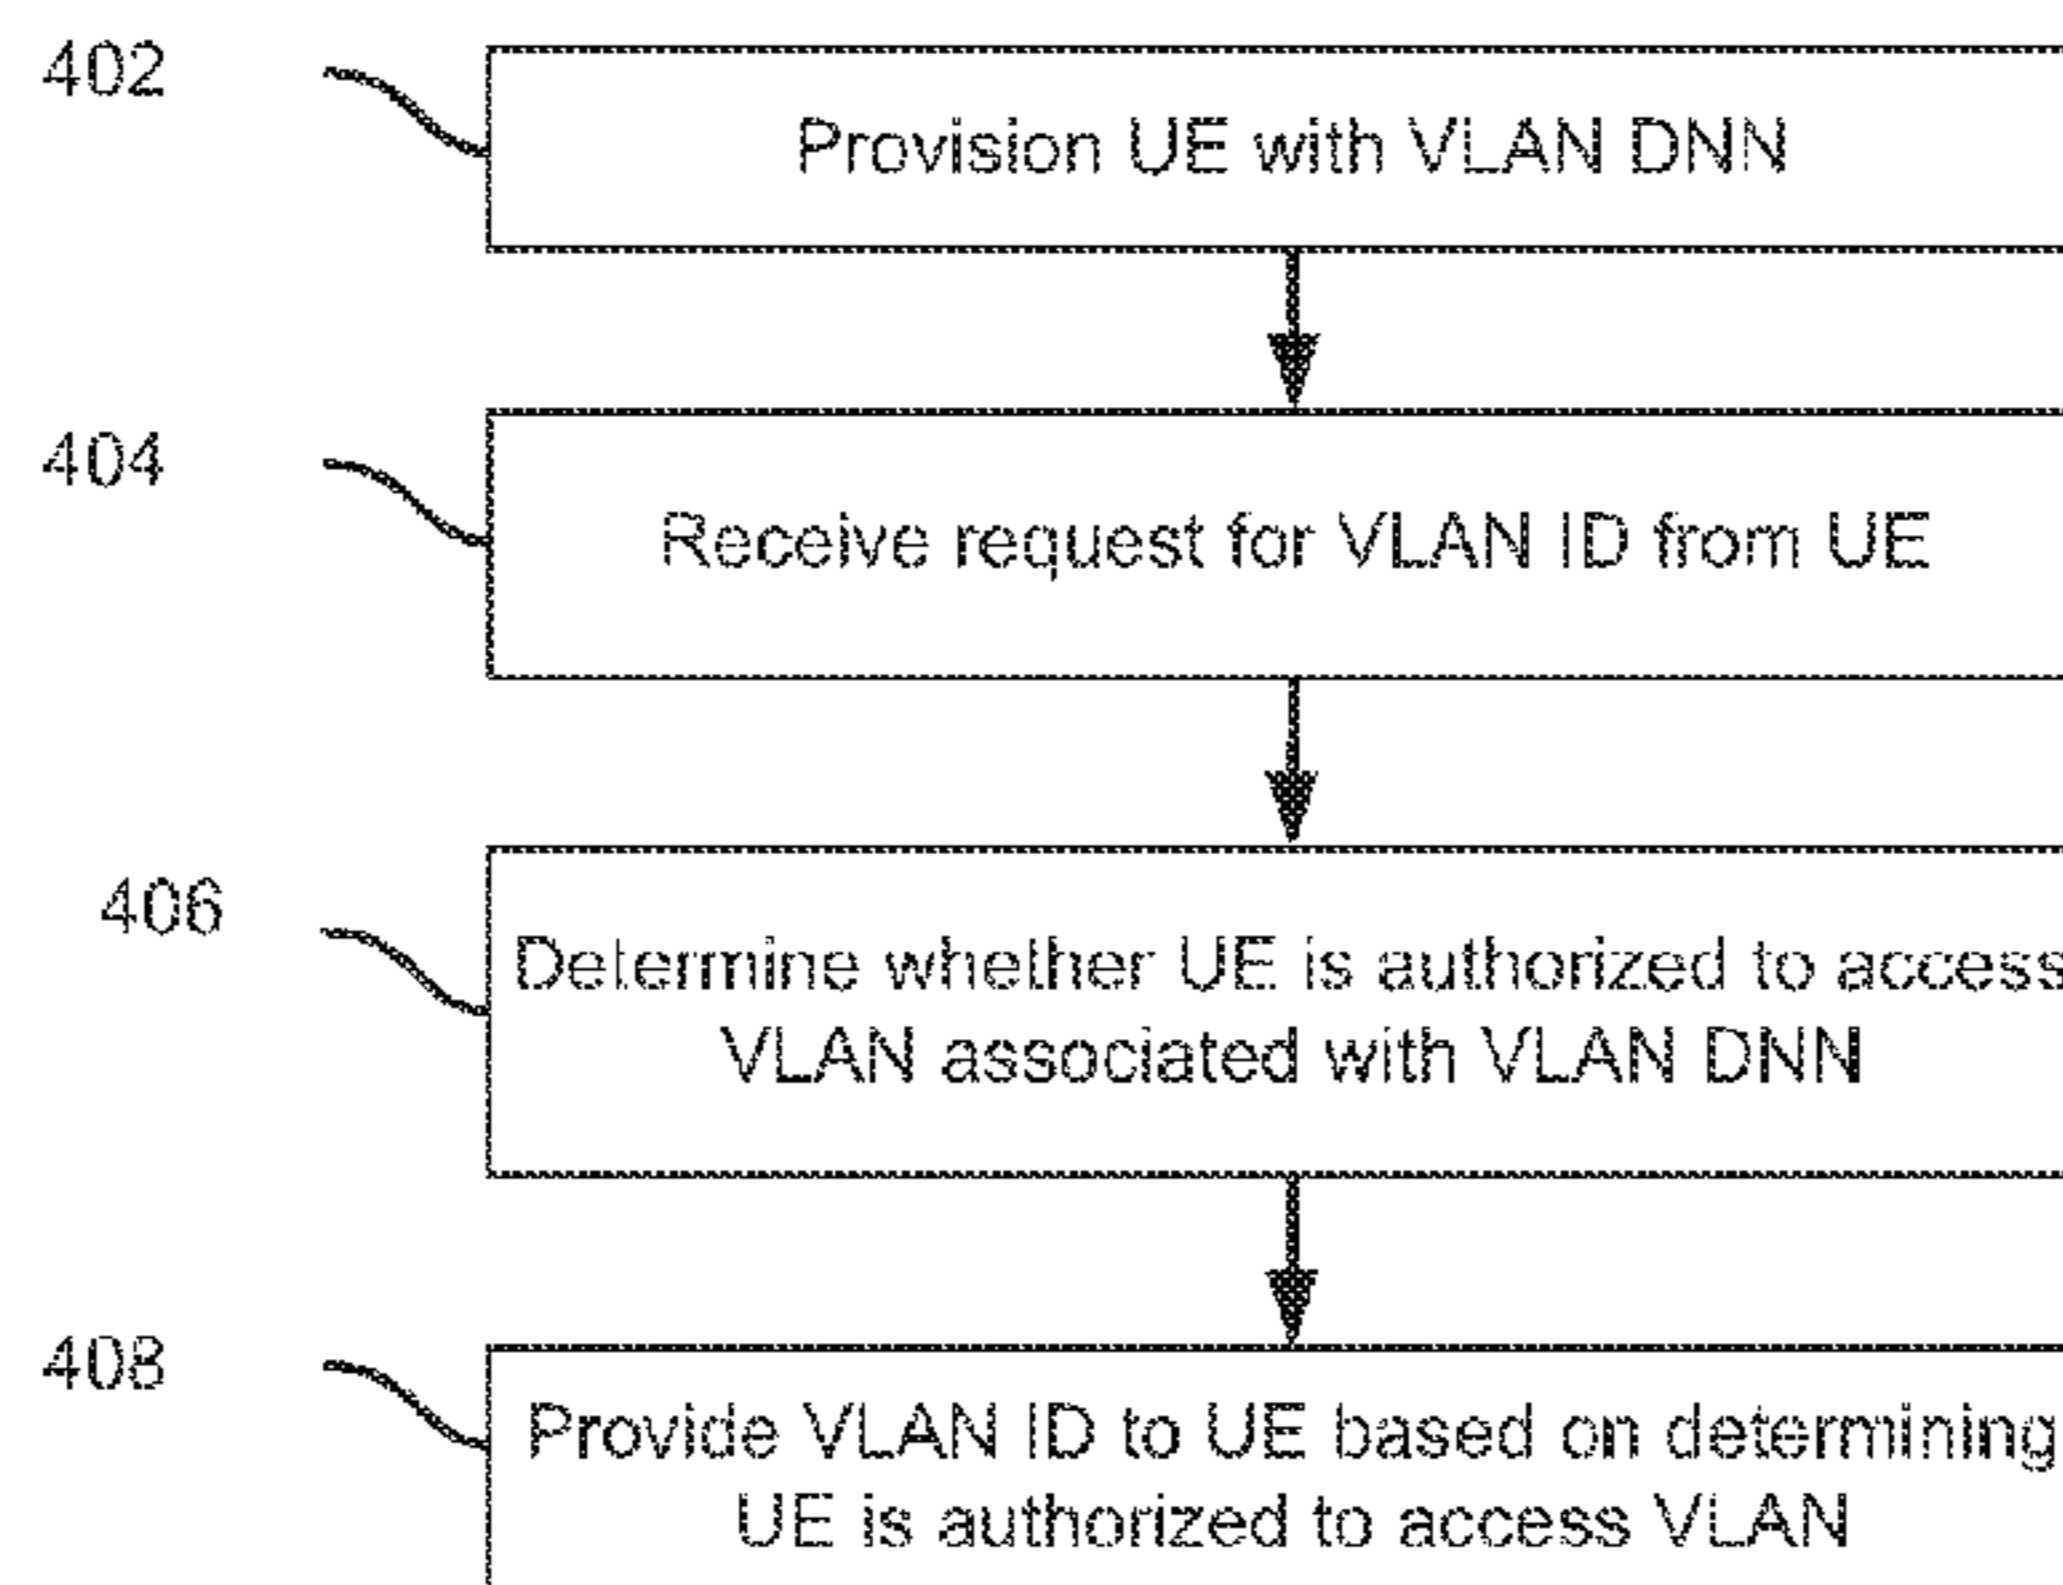 402
Provision UE with VLAN DNN
404
Receive request for VLAN ID from UE
406
Determine whether UE is authorized to access
VLAN associated with VLAN DNN
408
Provide VLAN ID to UE based on determining
UE is authorized to access VLAN